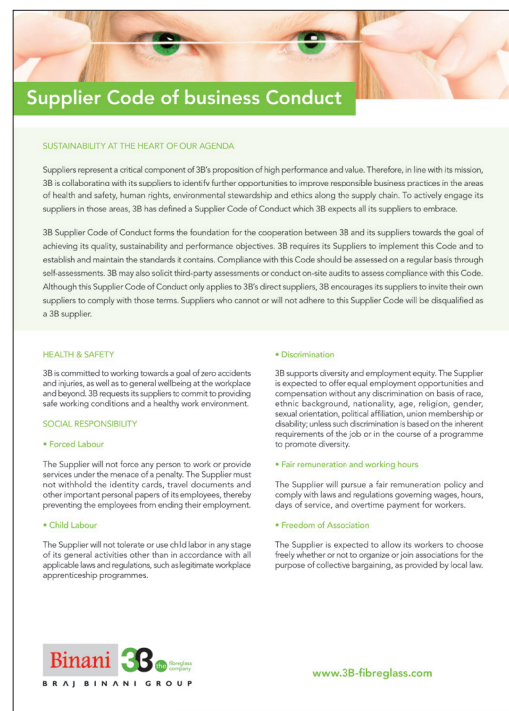 Supplier Code of business Conduct
SUSTAINABILITY AT THE HEART OF OUR AGENDA
Suppliers represent a critical component of 3B's proposition of high performance and value. Therefore, in line with its mission,
3B is collaborating with its suppliers to identify further opportunities to improve responsible business practices in the areas
of health and safety, human rights, environmental stewardship and ethics along the supply chain. To actively engage its
suppliers in those areas, 3B has defined a Supplier Code of Conduct which 3B expects all its suppliers to embrace.
3B Supplier Code of Conduct forms the foundation for the cooperation between 3B and its suppliers towards the goal of
achieving its quality, sustainability and performance objectives. 3B requires its Suppliers to implement this Code and to
establish and maintain the standards it contains. Compliance with this Code should be assessed on a regular basis through
self-assessments. 3B may also solicit third-party assessments or conduct on-site audits to assess compliance with this Code.
Although this Supplier Code of Conduct only applies to 3B's direct suppliers, 3B encourages its suppliers to invite their own
suppliers to comply with those terms. Suppliers who cannot or will not adhere to this Supplier Code will be disqualified as
a 3B supplier.
HEALTH & SAFETY
3B is committed to working towards a goal of zero accidents
and injuries, as well as to general wellbeing at the workplace
and beyond. 3B requests its suppliers to commit to providing
safe working conditions and a healthy work environment.
SOCIAL RESPONSIBILITY
• Forced Labour
The Supplier will not force any person to work or provide
services under the menace of a penalty. The Supplier must
not withhold the identity cards, travel documents and
other important personal papers of its employees, thereby
preventing the employees from ending their employment.
• Child Labour
The Supplier will not tolerate or use child labor in any stage
of its general activities other than in accordance with all
applicable laws and regulations, such as legitimate workplace
apprenticeship programmes.
• Discrimination
3B supports diversity and employment equity. The Supplier
is expected to offer equal employment opportunities and
compensation without any discrimination on basis of race,
ethnic background, nationality, age, religion, gender,
sexual orientation, political affiliation, union membership or
disability; unless such discrimination is based on the inherent
requirements of the job or in the course of a programme
to promote diversity.
• Fair remuneration and working hours
The Supplier will pursue a fair remuneration policy and
comply with laws and regulations governing wages, hours,
days of service, and overtime payment for workers.
• Freedom of Association
The Supplier is expected to allow its workers to choose
freely whether or not to organize or join associations for the
purpose of collective bargaining, as provided by local law.
Binani 3B the fibreglass company
BRAJ BINANI GROUP
www.3B-fibreglass.com